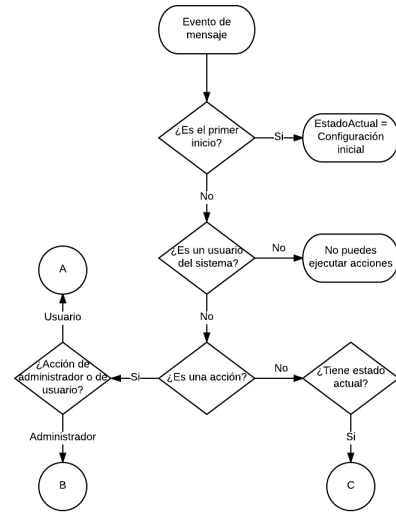 Evento de
mensaje
¿Es el primer
inicio?
Si
EstadoActual =
Configuración
inicial
No
¿Es un usuario
del sistema?
No
No puedes
ejecutar acciones
A
Usuario
No
¿Acción de
administrador o de
usuario?
Si
¿Es una acción?
No
¿Tiene estado
actual?
Administrador
Si
B
C